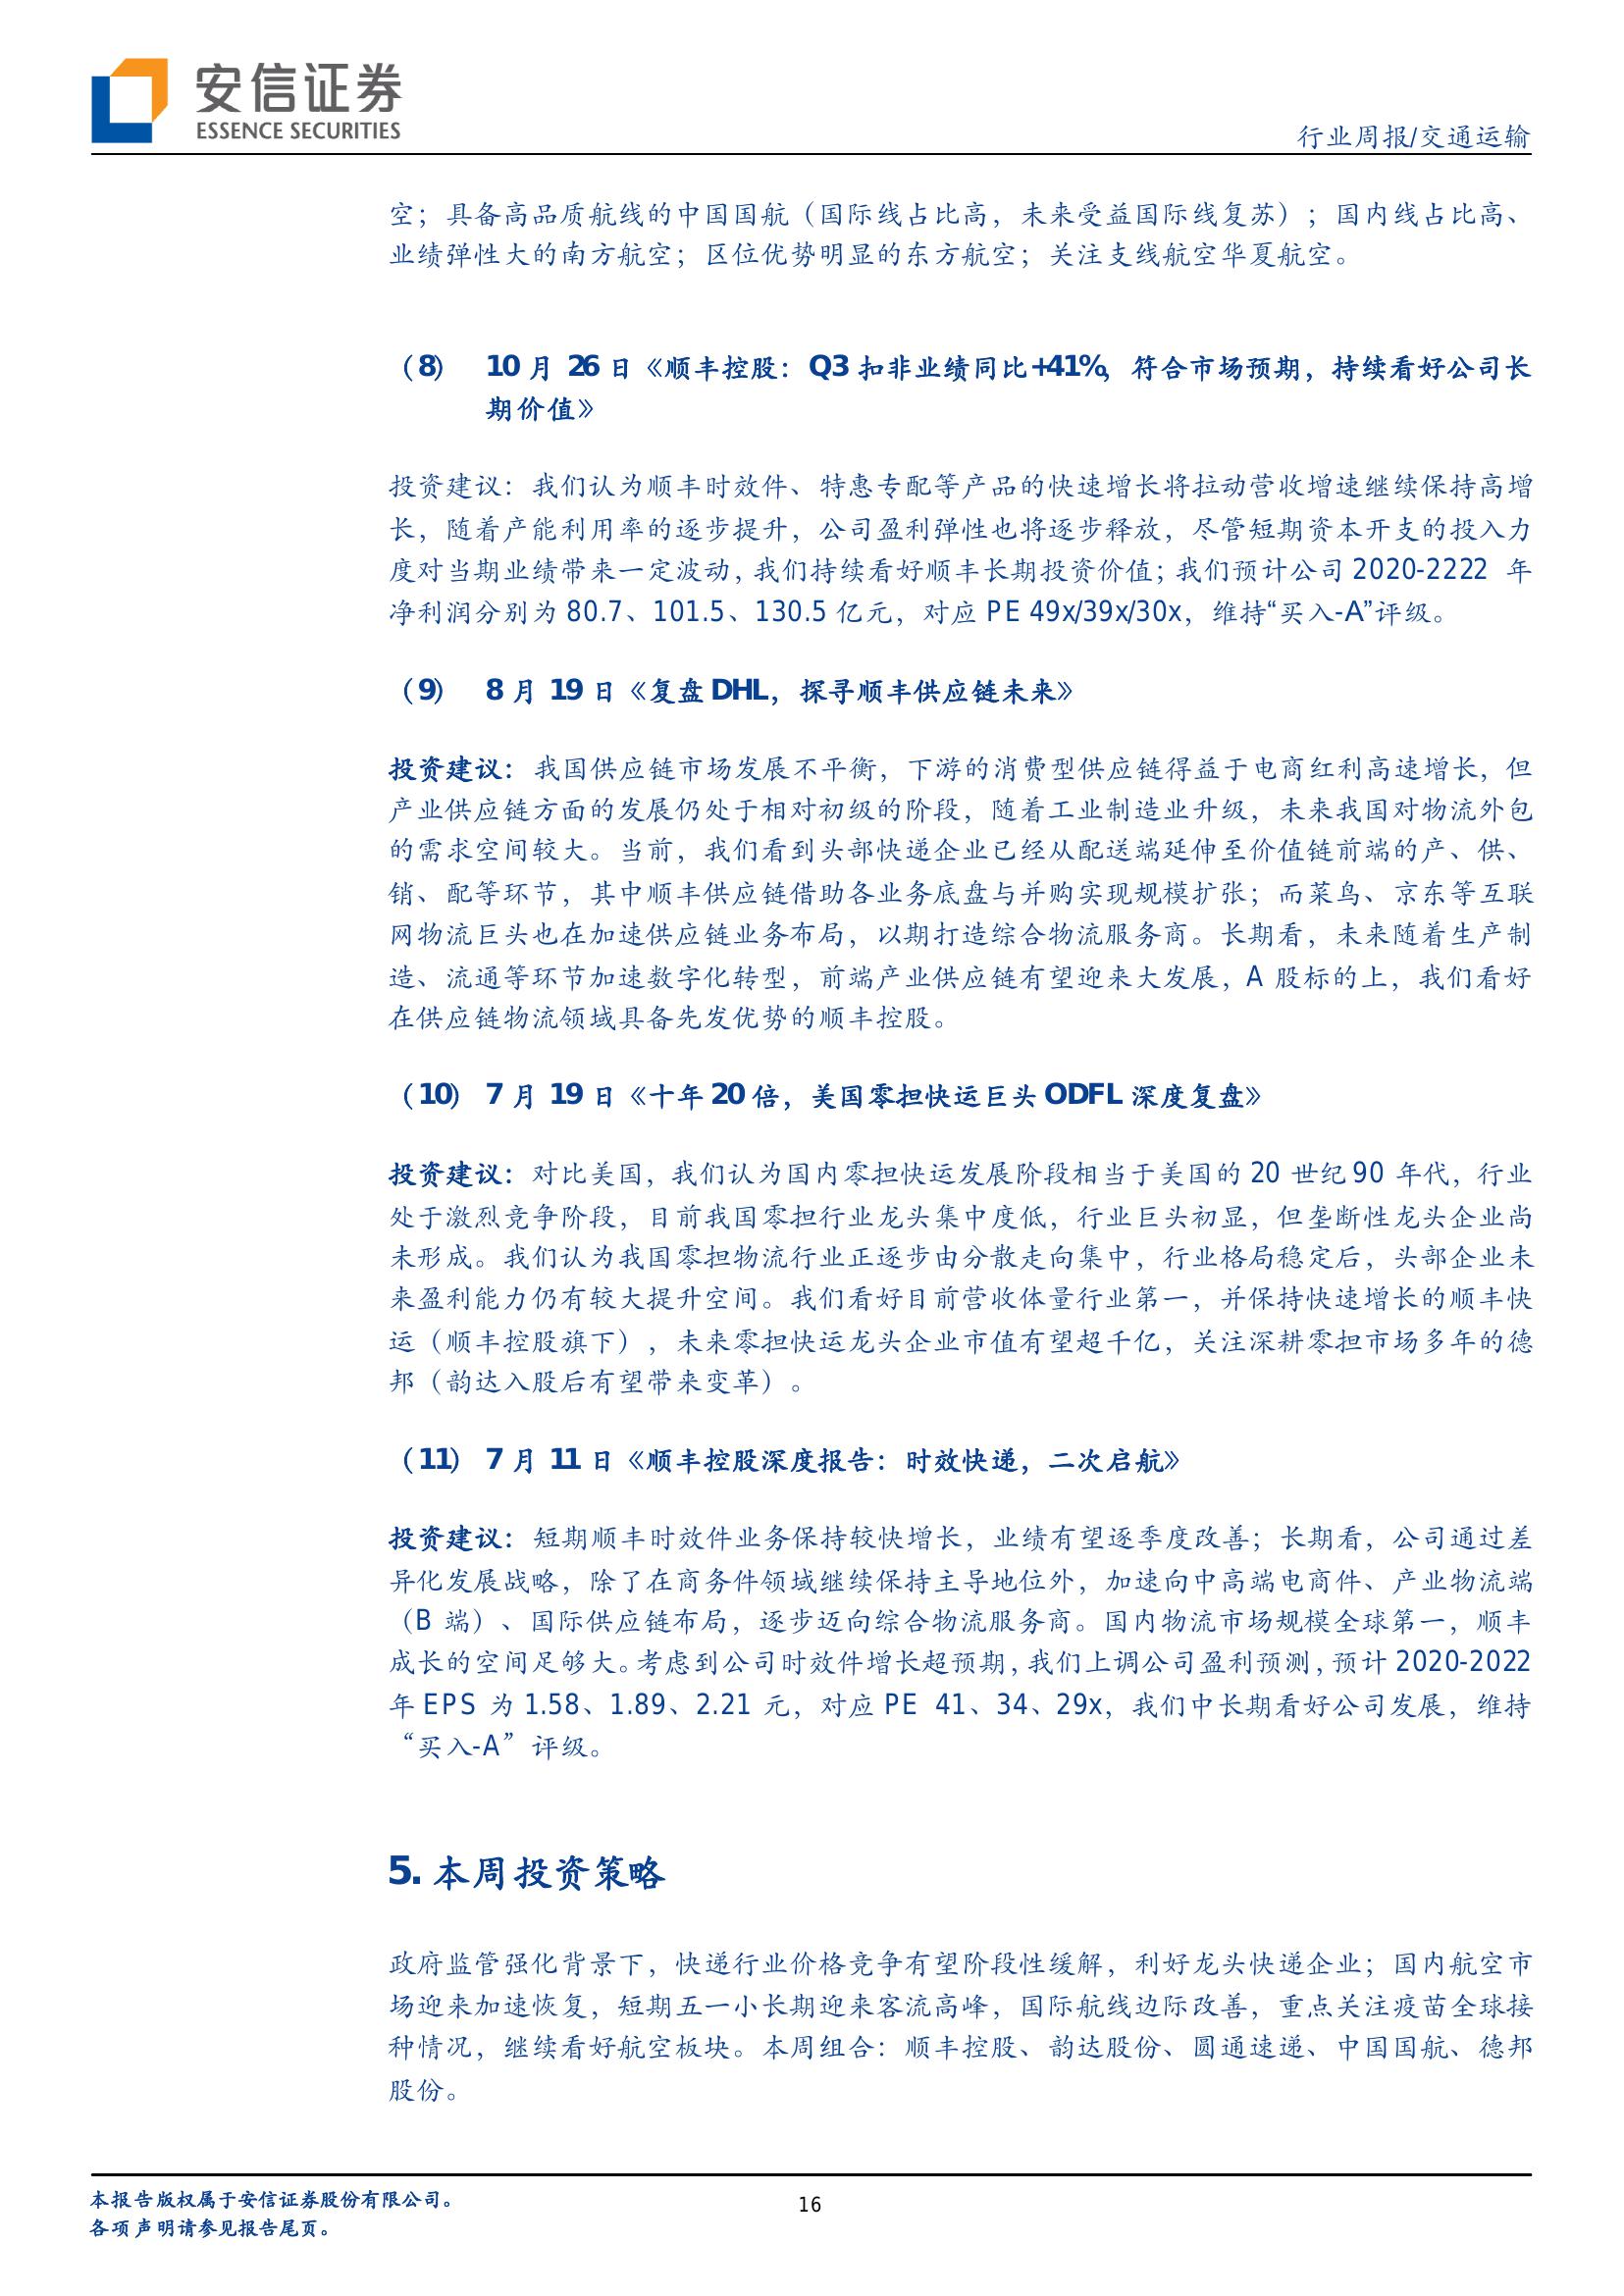 安信证券
ESSENCE SECURITIES
行业周报/交通运输
空；具备高品质航线的中国国航（国际线占比高，未来受益国际线复苏）；国内线占比高、
业绩弹性大的南方航空；区位优势明显的东方航空；关注支线航空华夏航空。
（8） 10 月 26 日《顺丰控股：Q3 扣非业绩同比+41%，符合市场预期，持续看好公司长
期价值》
投资建议：我们认为顺丰时效件、特惠专配等产品的快速增长将拉动营收增速继续保持高增
长，随着产能利用率的逐步提升，公司盈利弹性也将逐步释放，尽管短期资本开支的投入力
度对当期业绩带来一定波动，我们持续看好顺丰长期投资价值；我们预计公司 2020-2222 年
净利润分别为 80.7、101.5、130.5 亿元，对应 PE 49x/39x/30x，维持“买入-A”评级。
（9） 8 月 19 日《复盘 DHL，探寻顺丰供应链未来》
投资建议：我国供应链市场发展不平衡，下游的消费型供应链得益于电商红利高速增长，但
产业供应链方面的发展仍处于相对初级的阶段，随着工业制造业升级，未来我国对物流外包
的需求空间较大。当前，我们看到头部快递企业已经从配送端延伸至价值链前端的产、供、
销、配等环节，其中顺丰供应链借助各业务底盘与并购实现规模扩张；而菜鸟、京东等互联
网物流巨头也在加速供应链业务布局，以期打造综合物流服务商。长期看，未来随着生产制
造、流通等环节加速数字化转型，前端产业供应链有望迎来大发展，A 股标的上，我们看好
在供应链物流领域具备先发优势的顺丰控股。
（10） 7 月 19 日《十年 20 倍，美国零担快运巨头 ODFL 深度复盘》
投资建议：对比美国，我们认为国内零担快运发展阶段相当于美国的 20 世纪 90 年代，行业
处于激烈竞争阶段，目前我国零担行业龙头集中度低，行业巨头初显，但垄断性龙头企业尚
未形成。我们认为我国零担物流行业正逐步由分散走向集中，行业格局稳定后，头部企业未
来盈利能力仍有较大提升空间。我们看好目前营收体量行业第一，并保持快速增长的顺丰快
运（顺丰控股旗下），未来零担快运龙头企业市值有望超千亿，关注深耕零担市场多年的德
邦（韵达入股后有望带来变革）。
（11） 7 月 11 日《顺丰控股深度报告：时效快递，二次启航》
投资建议：短期顺丰时效件业务保持较快增长，业绩有望逐季度改善；长期看，公司通过差
异化发展战略，除了在商务件领域继续保持主导地位外，加速向中高端电商件、产业物流端
（B 端）、国际供应链布局，逐步迈向综合物流服务商。国内物流市场规模全球第一，顺丰
成长的空间足够大。考虑到公司时效件增长超预期，我们上调公司盈利预测，预计 2020-2022
年 EPS 为 1.58、1.89、2.21 元，对应 PE 41、34、29x，我们中长期看好公司发展，维持
“买入-A”评级。
5. 本周投资策略
政府监管强化背景下，快递行业价格竞争有望阶段性缓解，利好龙头快递企业；国内航空市
场迎来加速恢复，短期五一小长期迎来客流高峰，国际航线边际改善，重点关注疫苗全球接
种情况，继续看好航空板块。本周组合：顺丰控股、韵达股份、圆通速递、中国国航、德邦
股份。
本报告版权属于安信证券股份有限公司。
各项声明请参见报告尾页。
16